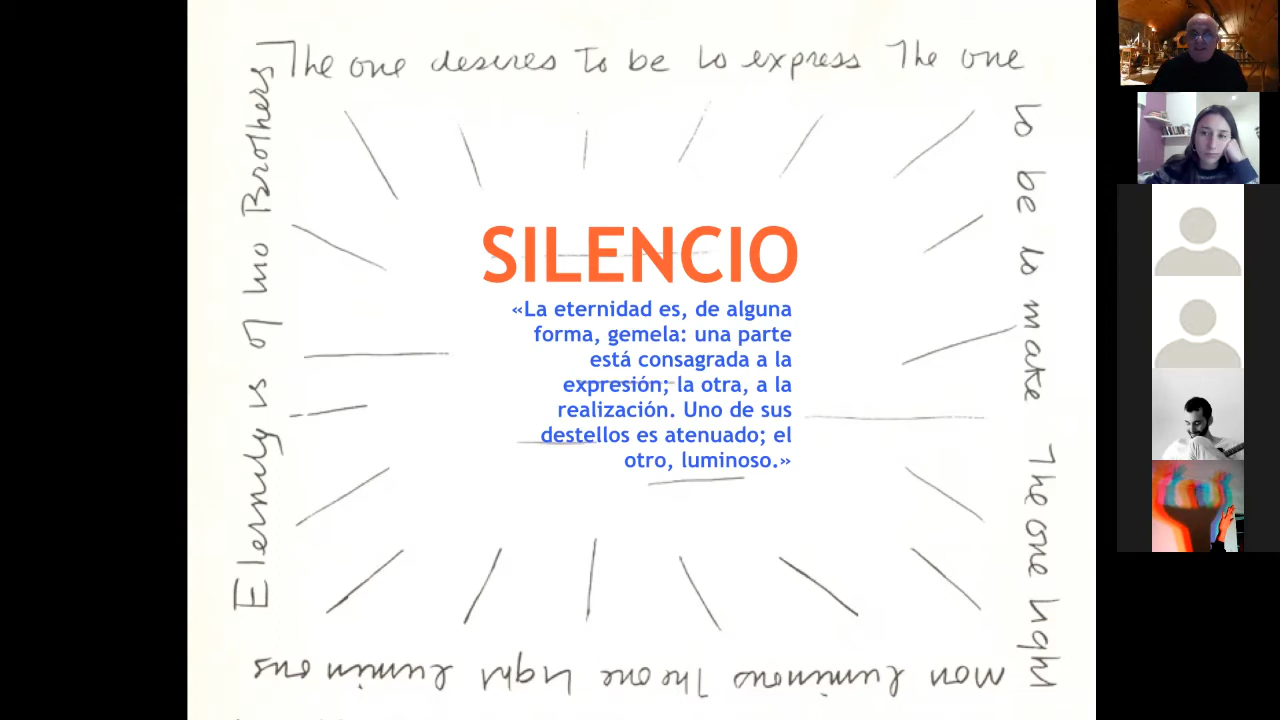 Eternity is of two Brothers
The one desires to be to express The one
to be to make The one light
non luminous The one light luminous
SILENCIO
«La eternidad es, de alguna
forma, gemela: una parte
está consagrada a la
expresión; la otra, a la
realización. Uno de sus
destellos es atenuado; el
otro, luminoso.»